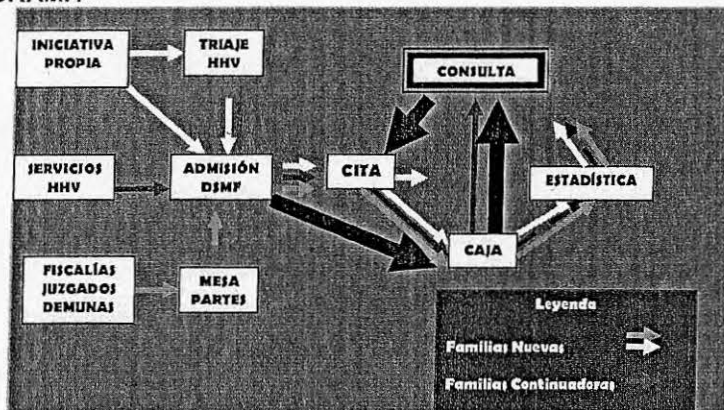 INICIATIVA
PROPIA
TRIAJE
HHV
CONSULTA
SERVICIOS
HHV
ADMISIÓN
DSMF
CITA
ESTADÍSTICA
CAJA
FISCALÍAS
JUZGADOS
DEMUNAS
MESA
PARTES
Leyenda
Familias Nuevas
Familias Continuadoras